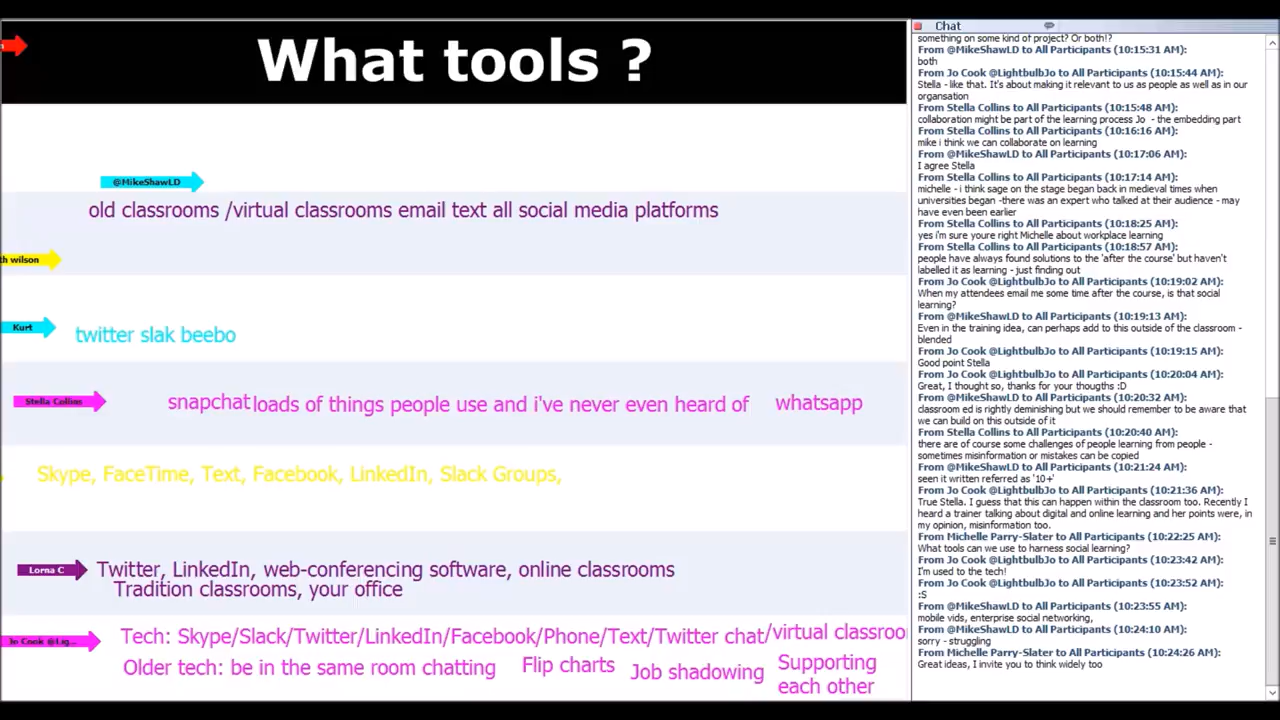 What tools ?
@MikeShawLD
old classrooms /virtual classrooms email text all social media platforms
th wilson
Kurt
twitter slak beebo
Stella Collins
snapchat loads of things people use and i've never even heard of whatsapp
Skype, FaceTime, Text, Facebook, LinkedIn, Slack Groups,
Lorna C
Twitter, LinkedIn, web-conferencing software, online classrooms
Tradition classrooms, your office
Jo Cook @Lig...
Tech: Skype/Slack/Twitter/LinkedIn/Facebook/Phone/Text/Twitter chat/virtual classroo
Older tech: be in the same room chatting Flip charts Job shadowing Supporting
each other
Chat
something on some kind of project? Or both!?
From @MikeShawLD to All Participants (10:15:31 AM):
both
From Jo Cook @LightbulbJo to All Participants (10:15:44 AM):
Stella - like that. It's about making it relevant to us as people as well as in our
organsation
From Stella Collins to All Participants (10:15:48 AM):
collaboration might be part of the learning process Jo - the embedding part
From Stella Collins to All Participants (10:16:16 AM):
mike i think we can collaborate on learning
From @MikeShawLD to All Participants (10:17:06 AM):
I agree Stella
From Stella Collins to All Participants (10:17:14 AM):
michelle - i think sage on the stage began back in medieval times when
universities began -there was an expert who talked at their audience - may
have even been earlier
From Stella Collins to All Participants (10:18:25 AM):
yes i'm sure youre right Michelle about workplace learning
From Stella Collins to All Participants (10:18:57 AM):
people have always found solutions to the 'after the course' but haven't
labelled it as learning - just finding out
From Jo Cook @LightbulbJo to All Participants (10:19:02 AM):
When my attendees email me some time after the course, is that social
learning?
From @MikeShawLD to All Participants (10:19:13 AM):
Even in the training idea, can perhaps add to this outside of the classroom -
blended
From Jo Cook @LightbulbJo to All Participants (10:19:15 AM):
Good point Stella
From Jo Cook @LightbulbJo to All Participants (10:20:04 AM):
Great, I thought so, thanks for your thougths :D
From @MikeShawLD to All Participants (10:20:32 AM):
classroom ed is rightly deminishing but we should remember to be aware that
we can build on this outside of it
From Stella Collins to All Participants (10:20:40 AM):
there are of course some challenges of people learning from people -
sometimes misinformation or mistakes can be copied
From @MikeShawLD to All Participants (10:21:24 AM):
seen it written referred as '10+'
From Jo Cook @LightbulbJo to All Participants (10:21:36 AM):
True Stella. I guess that this can happen within the classroom too. Recently I
heard a trainer talking about digital and online learning and her points were, in
my opinion, misinformation too.
From Michelle Parry-Slater to All Participants (10:22:25 AM):
What tools can we use to harness social learning?
From Jo Cook @LightbulbJo to All Participants (10:23:42 AM):
I'm used to the tech!
From Jo Cook @LightbulbJo to All Participants (10:23:52 AM):
:S
From @MikeShawLD to All Participants (10:23:55 AM):
mobile vids, enterprise social networking,
From @MikeShawLD to All Participants (10:24:10 AM):
sorry - struggling
From Michelle Parry-Slater to All Participants (10:24:26 AM):
Great ideas, I invite you to think widely too